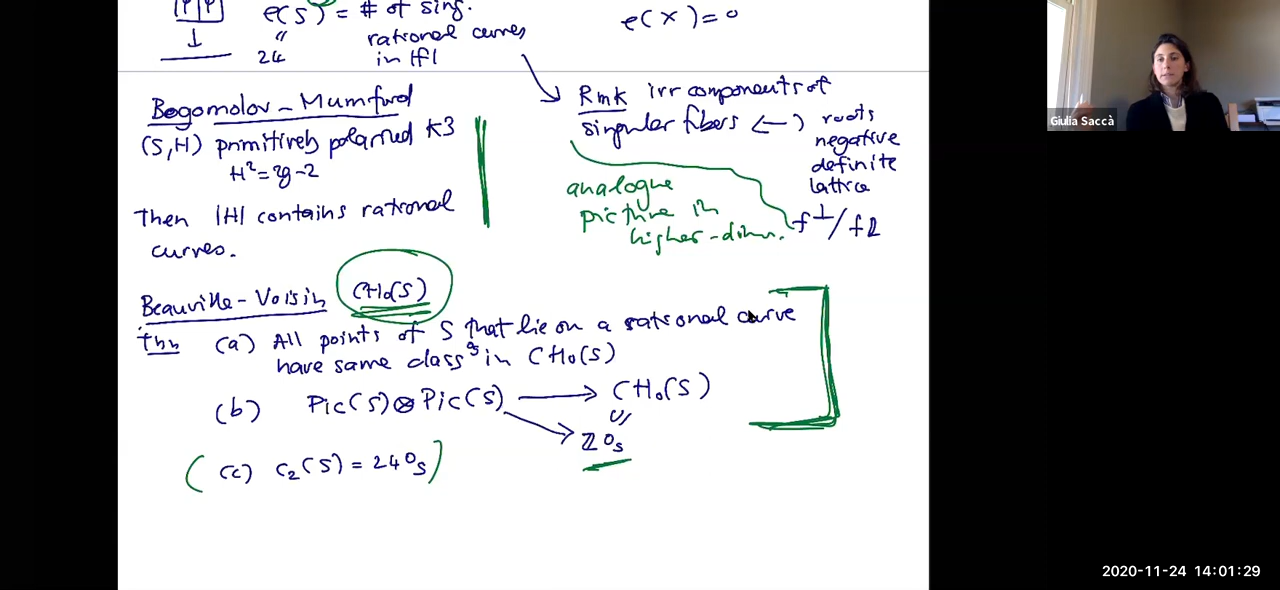 e(S) = # of sing.
"
24
rational curves
in |f|
e(X) = 0
Bogomolov - Mumford
(S, H) primitively polarized K3
H² = 2g-2
Then |H| contains rational
curves.
Rmk irr components of
singular fibers ⟷ roots
negative
definite
lattice
f⊥/fℤ
analogue
picture in
higher-dim.
Beauville - Voisin CH₀(S)
Thm (a) All points of S that lie on a rational curve
have same class in CH₀(S)
(b) Pic(S) ⊗ Pic(S) → CH₀(S)
∪
ℤ o_S
( (c) c₂(S) = 24 o_S )
Giulia Saccà
2020-11-24 14:01:29